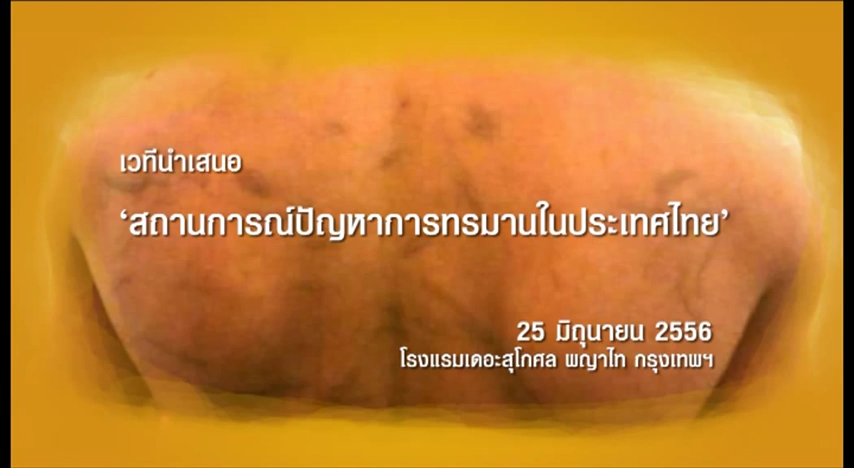 เวทีนำเสนอ
‘สถานการณ์ปัญหาการทรมานในประเทศไทย’
25 มิถุนายน 2556
โรงแรมเดอะสุโกศล พญาไท กรุงเทพฯ